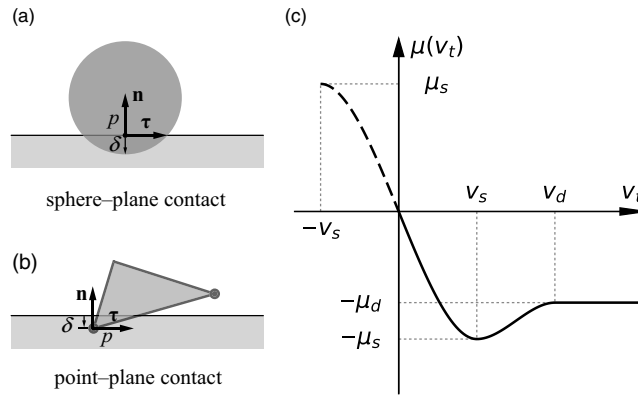 (a)
n
p
τ
δ
sphere–plane contact
(b)
n
δ
τ
p
point–plane contact
(c)
μ(v_t)
μ_s
v_s
v_d
v_t
−v_s
−μ_d
−μ_s